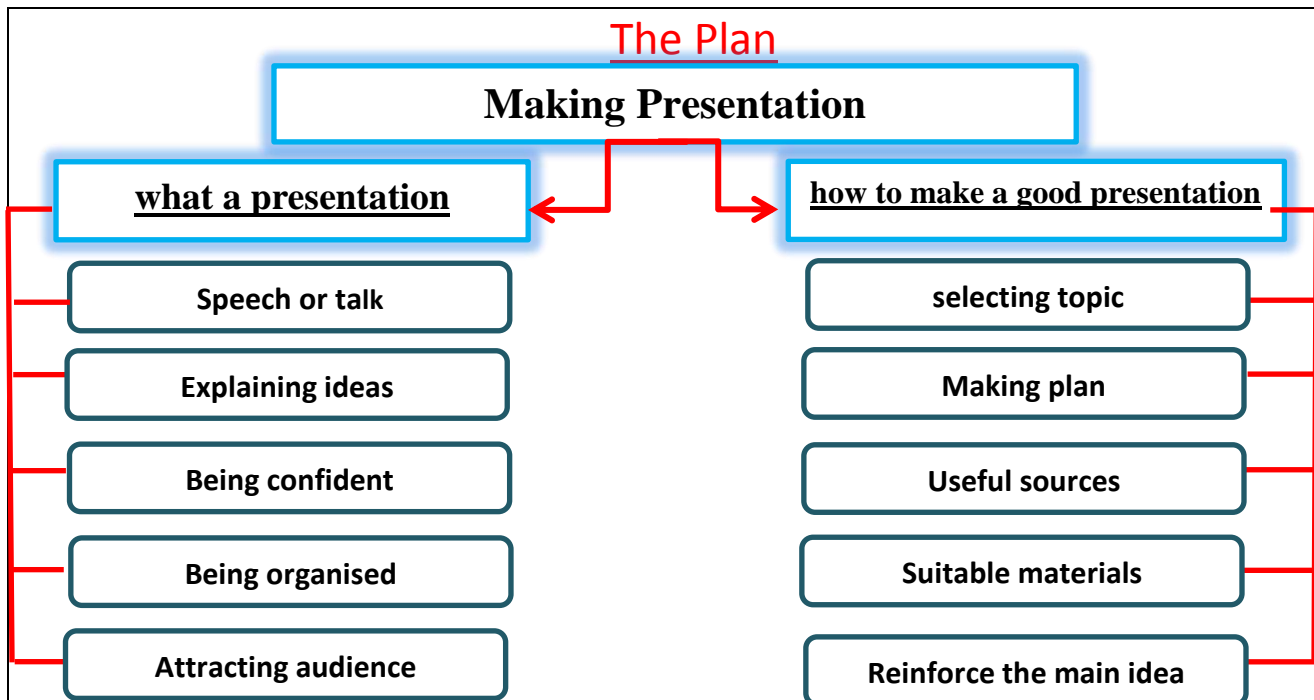 The Plan
Making Presentation
what a presentation
Speech or talk
Explaining ideas
Being confident
Being organised
Attracting audience
how to make a good presentation
selecting topic
Making plan
Useful sources
Suitable materials
Reinforce the main idea